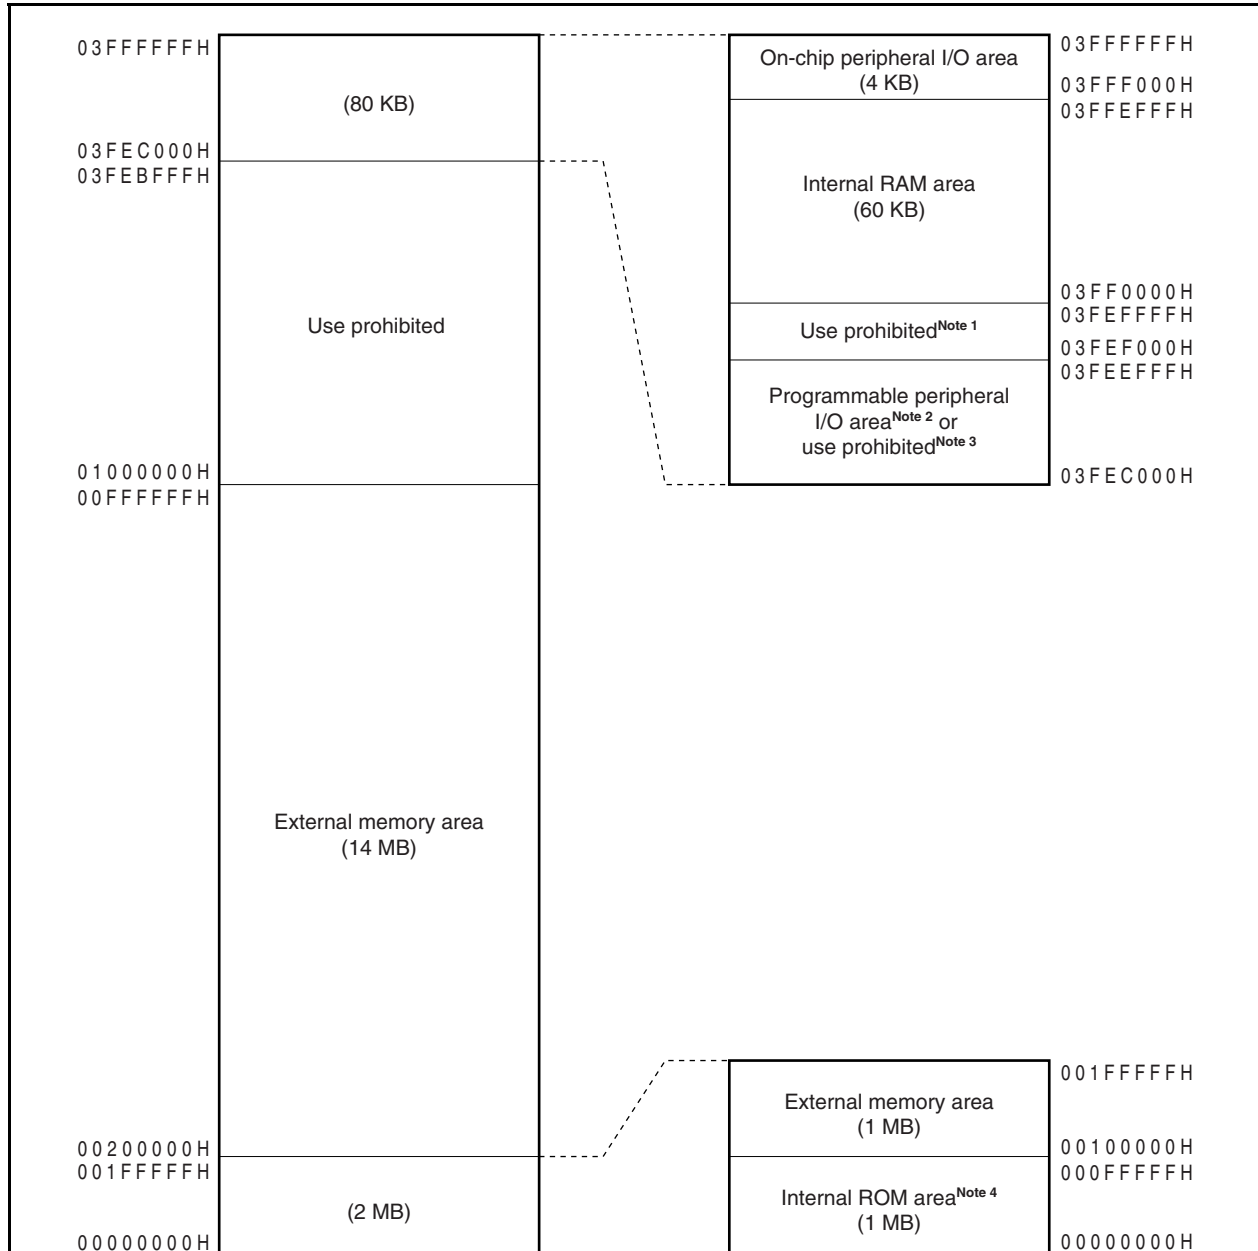 03FFFFFFH
(80 KB)
03FEC000H
03FEBFFFH
Use prohibited
01000000H
00FFFFFFH
External memory area
(14 MB)
00200000H
001FFFFFH
(2 MB)
00000000H
On-chip peripheral I/O area
(4 KB)
03FFFFFFH
03FFF000H
03FFEFFFH
Internal RAM area
(60 KB)
03FF0000H
03FEFFFFH
Use prohibitedNote 1
03FEF000H
03FEEFFFH
Programmable peripheral
I/O areaNote 2 or
use prohibitedNote 3
03FEC000H
001FFFFFH
External memory area
(1 MB)
00100000H
000FFFFFH
Internal ROM areaNote 4
(1 MB)
00000000H